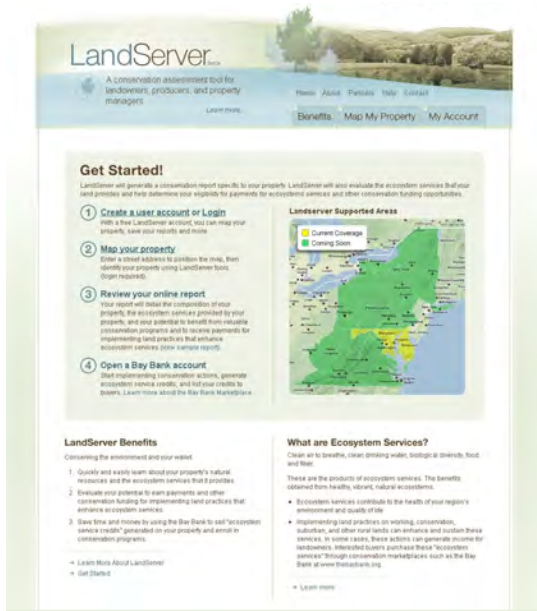 LandServer BETA
A conservation assessment tool for
landowners, producers, and property
managers
Learn more...
Home About Partners Help Contact
Benefits Map My Property My Account
Get Started!
LandServer will generate a conservation report specific to your property. LandServer will also evaluate the ecosystem services that your
land provides and help determine your eligibility for payments for ecosystems services and other conservation funding opportunities.
1 Create a user account or Login
With a free LandServer account, you can map your
property, save your reports and more.
2 Map your property
Enter a street address to position the map, then
identify your property using LandServer tools.
(login required).
3 Review your online report
Your report will detail the composition of your
property, the ecosystem services provided by your
property, and your potential to benefit from valuable
conservation programs and to receive payments for
implementing land practices that enhance
ecosystem services (view sample report).
4 Open a Bay Bank account
Start implementing conservation actions, generate
ecosystem service credits, and list your credits to
buyers. Learn more about the Bay Bank Marketplace.
Landserver Supported Areas
Current Coverage
Coming Soon
LandServer Benefits
Conserving the environment and your wallet.
1. Quickly and easily learn about your property's natural
resources and the ecosystem services that it provides.
2. Evaluate your potential to earn payments and other
conservation funding for implementing land practices that
enhance ecosystem services.
3. Save time and money by using the Bay Bank to sell "ecosystem
service credits" generated on your property and enroll in
conservation programs.
→ Learn More About LandServer
→ Get Started
What are Ecosystem Services?
Clean air to breathe, clean drinking water, biological diversity, food
and fiber.
These are the products of ecosystem services. The benefits
obtained from healthy, vibrant, natural ecosystems.
• Ecosystem services contribute to the health of your region's
environment and quality of life
• Implementing land practices on working, conservation,
suburban, and other rural lands can enhance and sustain these
services. In some cases, these actions can generate income for
landowners. Interested buyers purchase these "ecosystem
services" through conservation marketplaces such as the Bay
Bank at www.thebaybank.org
→ Learn more